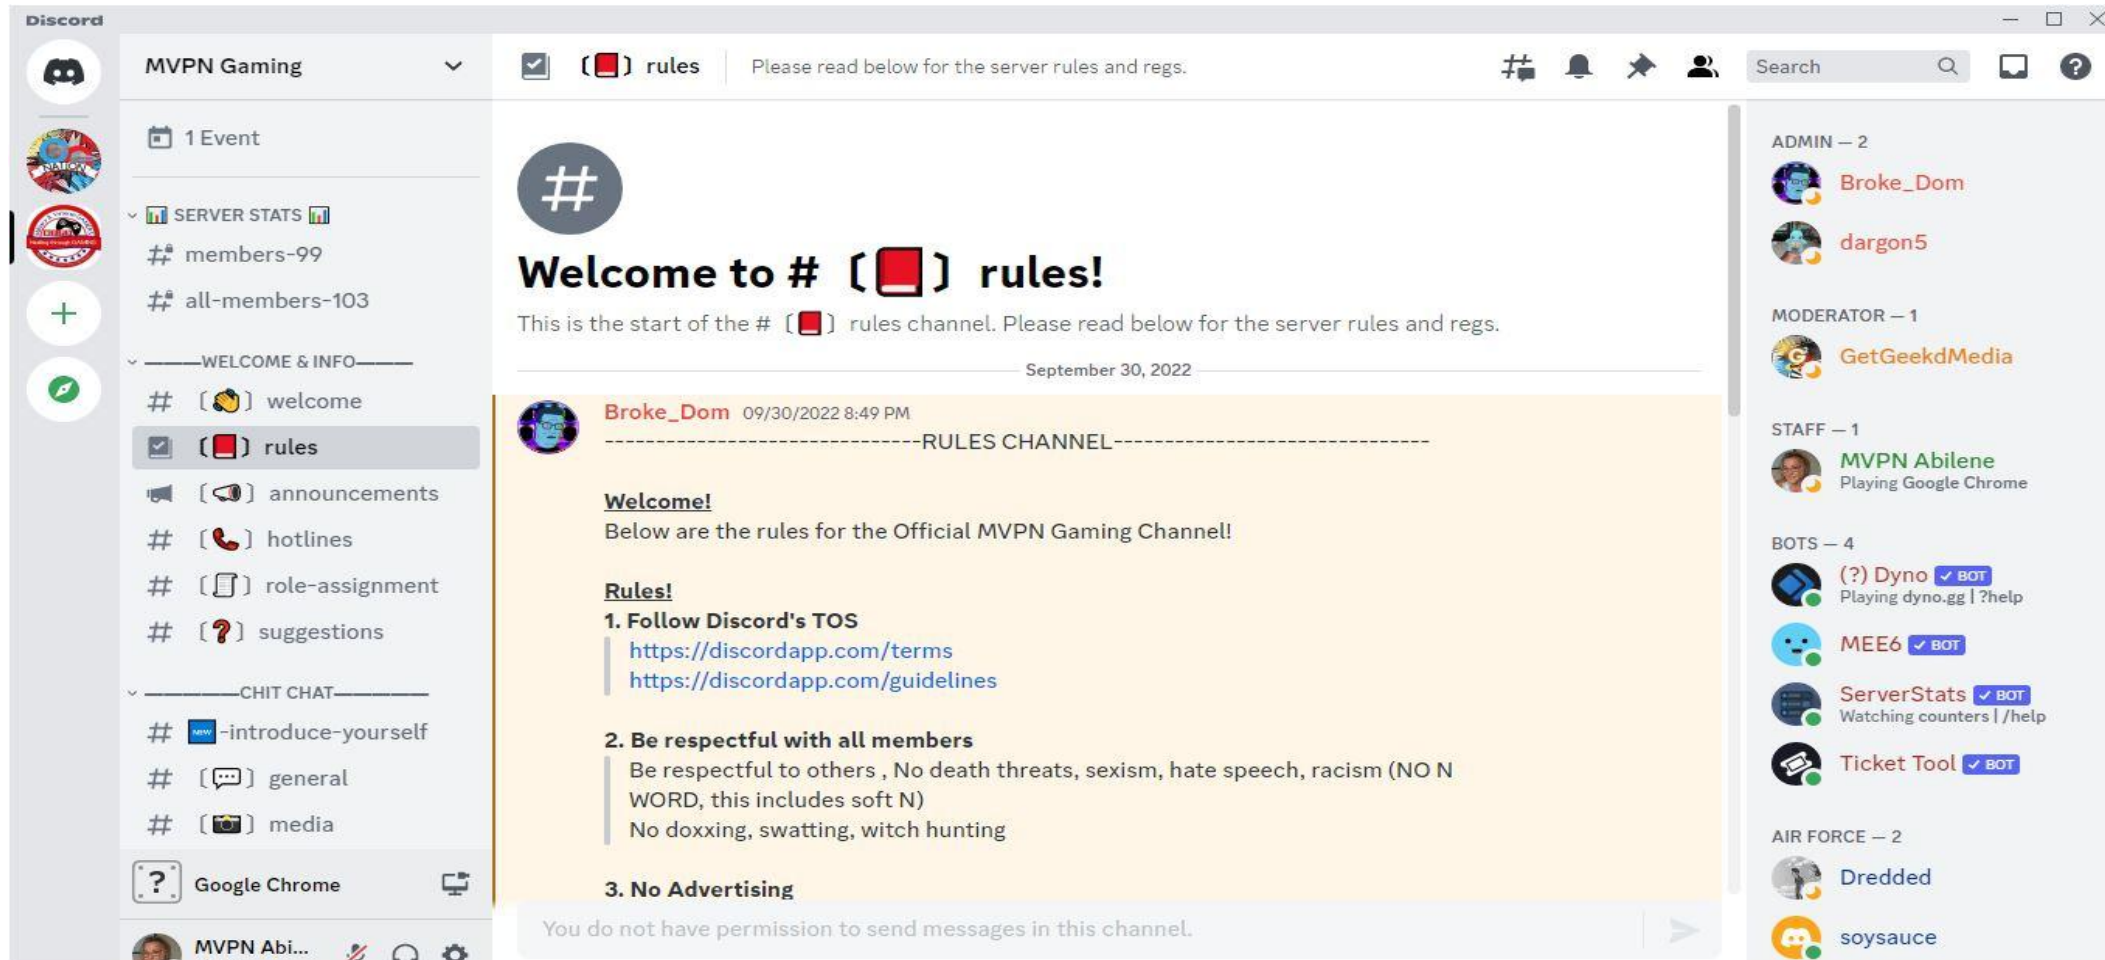 Discord
MVPN Gaming
1 Event
📊 SERVER STATS 📊
members-99
all-members-103
———WELCOME & INFO———
# 〔👏〕 welcome
〔📕〕 rules
〔📢〕 announcements
# 〔📞〕 hotlines
# 〔🧾〕 role-assignment
# 〔❓〕 suggestions
—————CHIT CHAT—————
# 🆕-introduce-yourself
# 〔💬〕 general
# 〔📷〕 media
? Google Chrome
MVPN Abi...
〔📕〕 rules Please read below for the server rules and regs.
Search
#
Welcome to # 〔📕〕 rules!
This is the start of the # 〔📕〕 rules channel. Please read below for the server rules and regs.
September 30, 2022
Broke_Dom 09/30/2022 8:49 PM
-------------------------------RULES CHANNEL-------------------------------
Welcome!
Below are the rules for the Official MVPN Gaming Channel!
Rules!
1. Follow Discord's TOS
https://discordapp.com/terms
https://discordapp.com/guidelines
2. Be respectful with all members
Be respectful to others , No death threats, sexism, hate speech, racism (NO N
WORD, this includes soft N)
No doxxing, swatting, witch hunting
3. No Advertising
You do not have permission to send messages in this channel.
ADMIN — 2
Broke_Dom
dargon5
MODERATOR — 1
GetGeekdMedia
STAFF — 1
MVPN Abilene
Playing Google Chrome
BOTS — 4
(?) Dyno ✓ BOT
Playing dyno.gg | ?help
MEE6 ✓ BOT
ServerStats ✓ BOT
Watching counters | /help
Ticket Tool ✓ BOT
AIR FORCE — 2
Dredded
soysauce